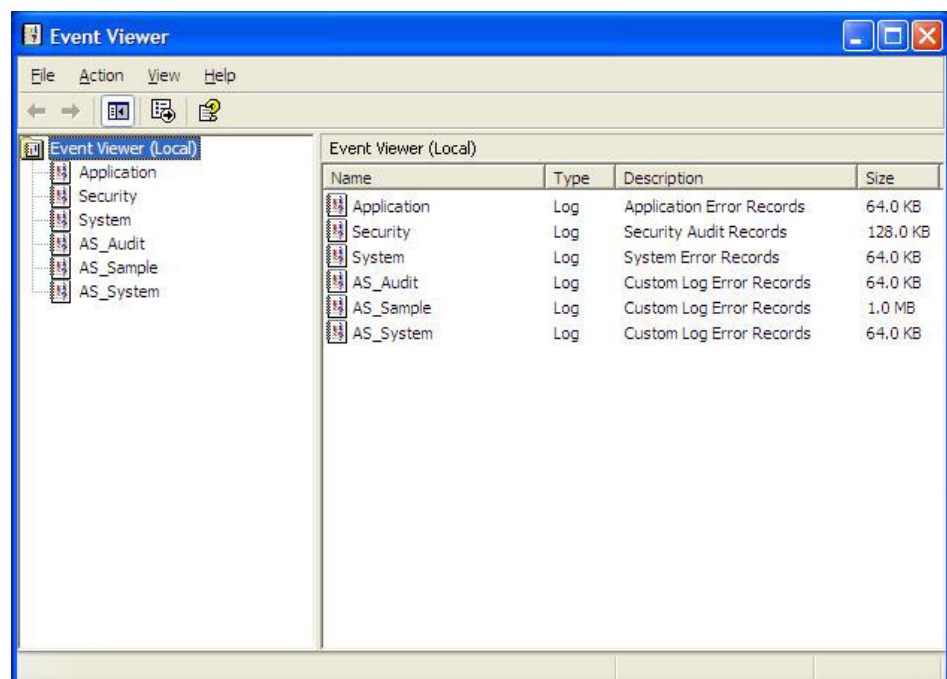 Event Viewer
File Action View Help
Event Viewer (Local)
Application
Security
System
AS_Audit
AS_Sample
AS_System
Event Viewer (Local)
Name Type Description Size
Application Log Application Error Records 64.0 KB
Security Log Security Audit Records 128.0 KB
System Log System Error Records 64.0 KB
AS_Audit Log Custom Log Error Records 64.0 KB
AS_Sample Log Custom Log Error Records 1.0 MB
AS_System Log Custom Log Error Records 64.0 KB